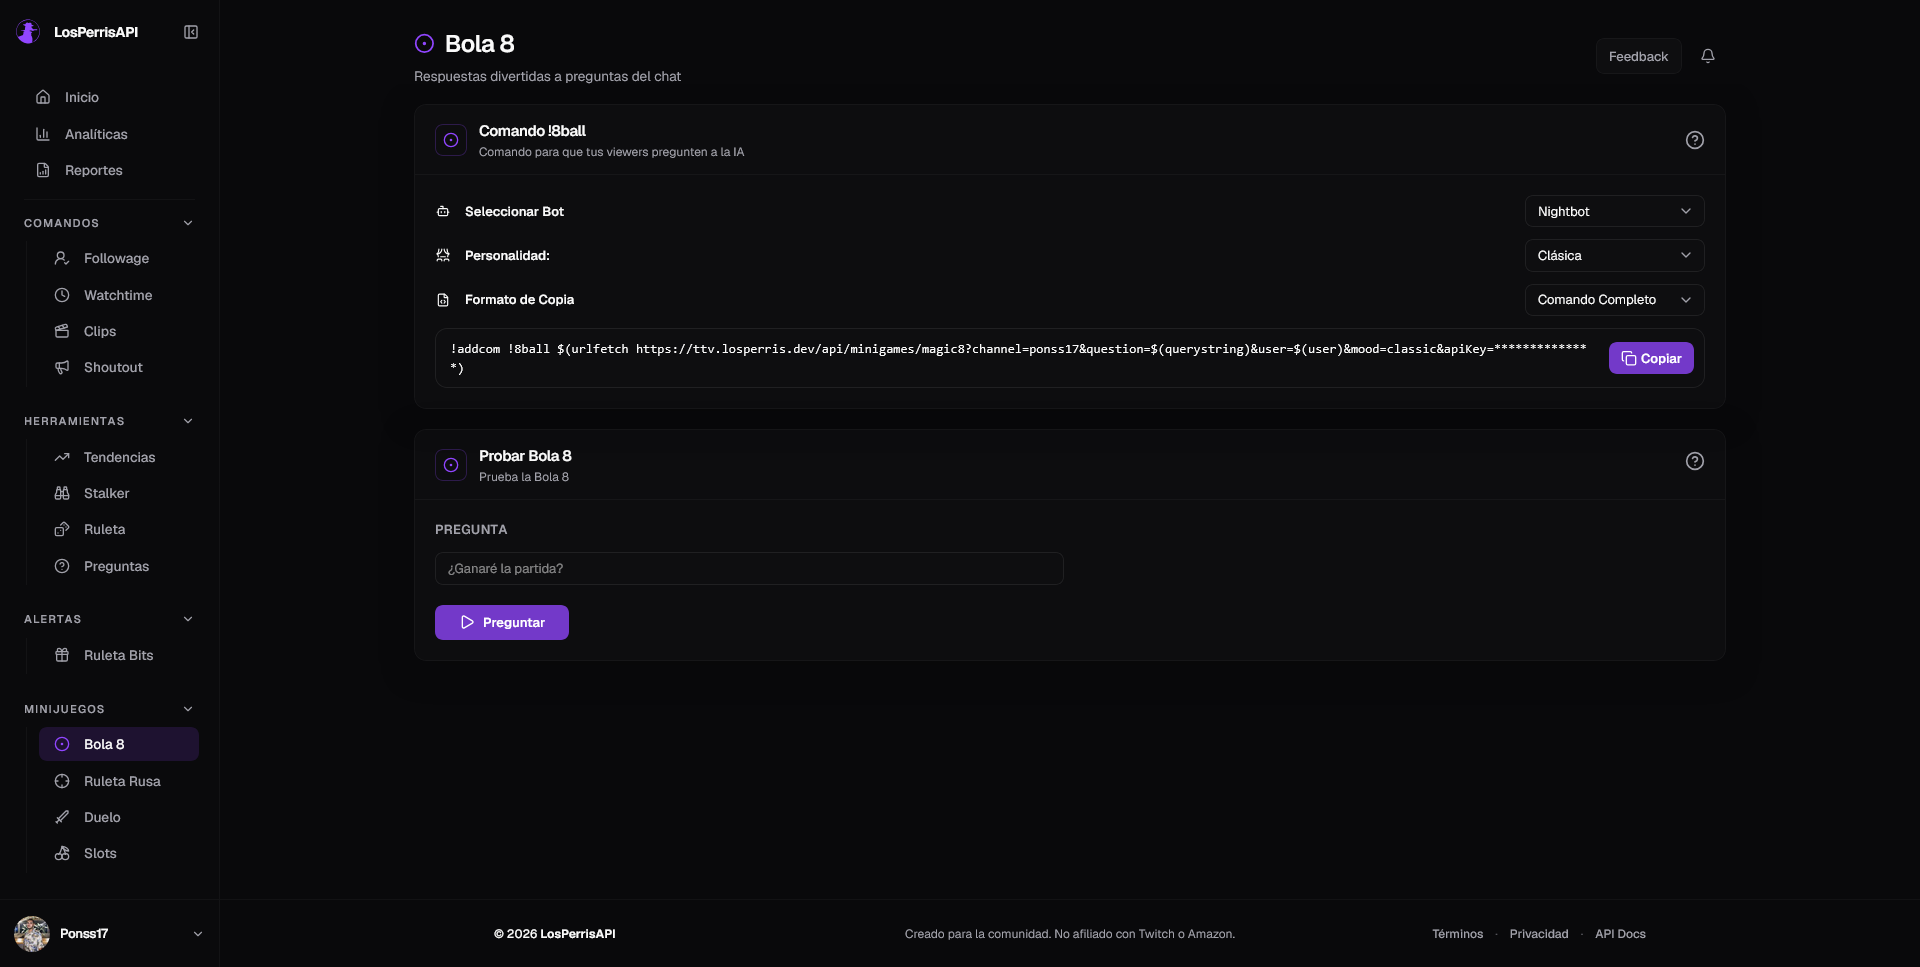 LosPerrisAPI
Inicio
Analíticas
Reportes
COMANDOS
Followage
Watchtime
Clips
Shoutout
HERRAMIENTAS
Tendencias
Stalker
Ruleta
Preguntas
ALERTAS
Ruleta Bits
MINIJUEGOS
Bola 8
Ruleta Rusa
Duelo
Slots
Ponss17
Bola 8
Respuestas divertidas a preguntas del chat
Feedback
Comando !8ball
Comando para que tus viewers pregunten a la IA
Seleccionar Bot
Nightbot
Personalidad:
Clásica
Formato de Copia
Comando Completo
!addcom !8ball $(urlfetch https://ttv.losperris.dev/api/minigames/magic8?channel=ponss17&question=$(querystring)&user=$(user)&mood=classic&apiKey=*************
*)
Copiar
Probar Bola 8
Prueba la Bola 8
PREGUNTA
¿Ganaré la partida?
Preguntar
© 2026 LosPerrisAPI
Creado para la comunidad. No afiliado con Twitch o Amazon.
Términos · Privacidad · API Docs